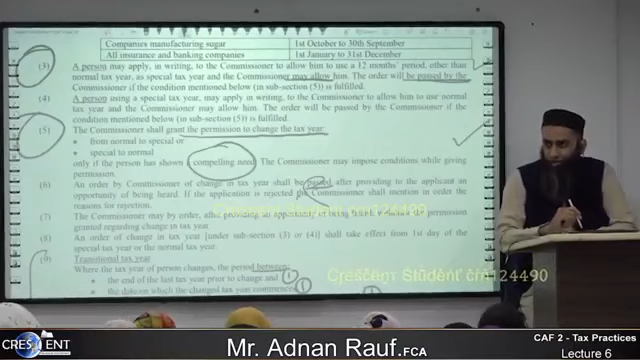 Companies manufacturing sugar 1st October to 30th September
All insurance and banking companies 1st January to 31st December
(3) A person may apply, in writing, to the Commissioner to allow him to use a 12 months' period, other than
normal tax year, as special tax year and the Commissioner may allow him. The order will be passed by the
Commissioner if the condition mentioned below (in sub-section (5)) is fulfilled.
(4) A person using a special tax year, may apply in writing, to the Commissioner to allow him to use normal
tax year and the Commissioner may allow him. The order will be passed by the Commissioner if the
condition mentioned below (in sub-section (5)) is fulfilled.
(5) The Commissioner shall grant the permission to change the tax year:
• from normal to special or
• special to normal
only if the person has shown a compelling need. The Commissioner may impose conditions while giving
permission.
(6) An order by Commissioner of change in tax year shall be passed after providing to the applicant an
opportunity of being heard. If the application is rejected the Commissioner shall mention in order the
reasons for rejection.
(7) The Commissioner may by order, after providing an opportunity of being heard, permission
granted regarding change in tax year.
(8) An order of change in tax year [under sub-section (3) or (4)] shall take effect from 1st day of the
special tax year or the normal tax year.
(9) Transitional tax year
Where the tax year of person changes, the period between:
• the end of the last tax year prior to change and 1
• the date on which the changed tax year commences 1
1
Crescent Student cm124490
CRESCENT
Mr. Adnan Rauf.FCA
CAF 2 - Tax Practices
Lecture 6